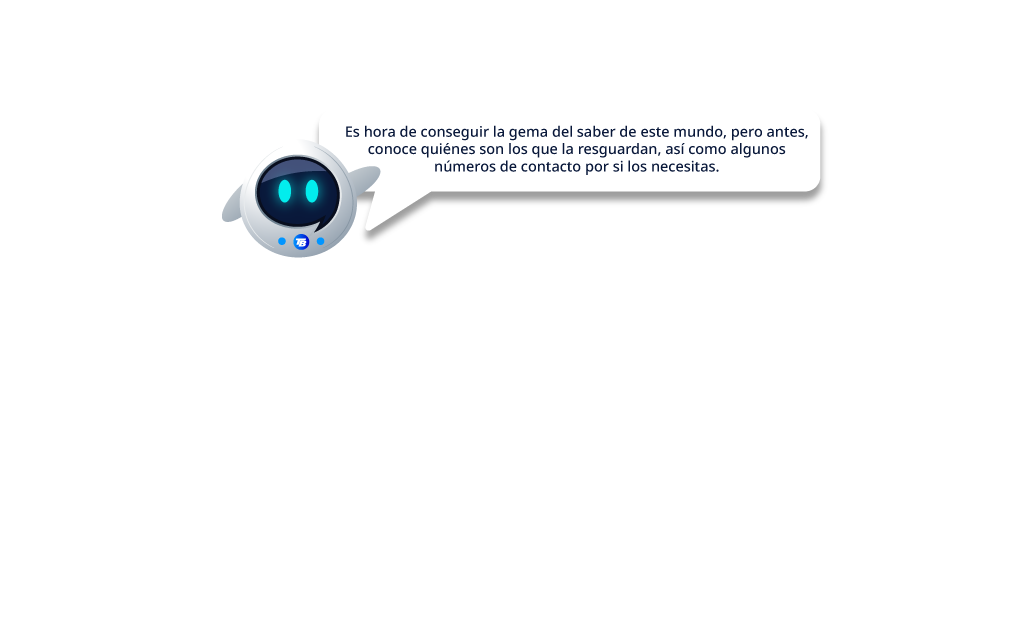 Es hora de conseguir la gema del saber de este mundo, pero antes,
conoce quiénes son los que la resguardan, así como algunos
números de contacto por si los necesitas.
TB